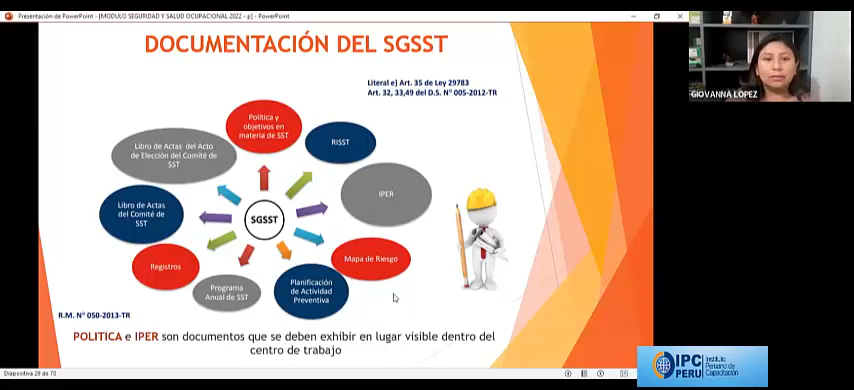 Presentación de PowerPoint - [MODULO SEGURIDAD Y SALUD OCUPACIONAL 2022 - p] - PowerPoint
DOCUMENTACIÓN DEL SGSST
Literal e) Art. 35 de Ley 29783
Art. 32, 33,49 del D.S. N° 005-2012-TR
GIOVANNA LOPEZ
Política y
objetivos en
materia de SST
RISST
IPER
Mapa de Riesgo
Planificación
de Actividad
Preventiva
Programa
Anual de SST
Registros
Libro de Actas
del Comité de
SST
Libro de Actas del Acto
de Elección del Comité de
SST
SGSST
R.M. N° 050-2013-TR
POLITICA e IPER son documentos que se deben exhibir en lugar visible dentro del
centro de trabajo
Diapositiva 29 de 70
IPC
PERU
Instituto
Peruano de
Capacitación